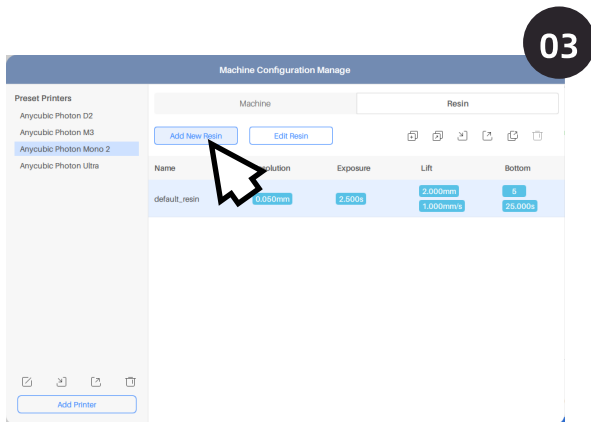 03
Machine Configuration Manage
Preset Printers
Anycubic Photon D2
Anycubic Photon M3
Anycubic Photon Mono 2
Anycubic Photon Ultra
Add Printer
Machine Resin
Add New Resin Edit Resin
Name solution Exposure Lift Bottom
default_resin 0.050mm 2.500s 2.000mm 5
1.000mm/s 25.000s